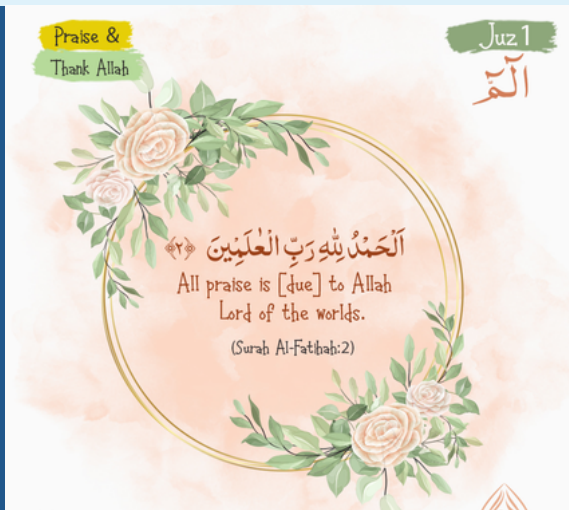 Praise &
Thank Allah
Juz 1
الٓمّٓ
اَلْحَمْدُ لِلّٰهِ رَبِّ الْعٰلَمِيْنَ ﴿٢﴾
All praise is [due] to Allah
Lord of the worlds.
(Surah Al-Fatihah:2)